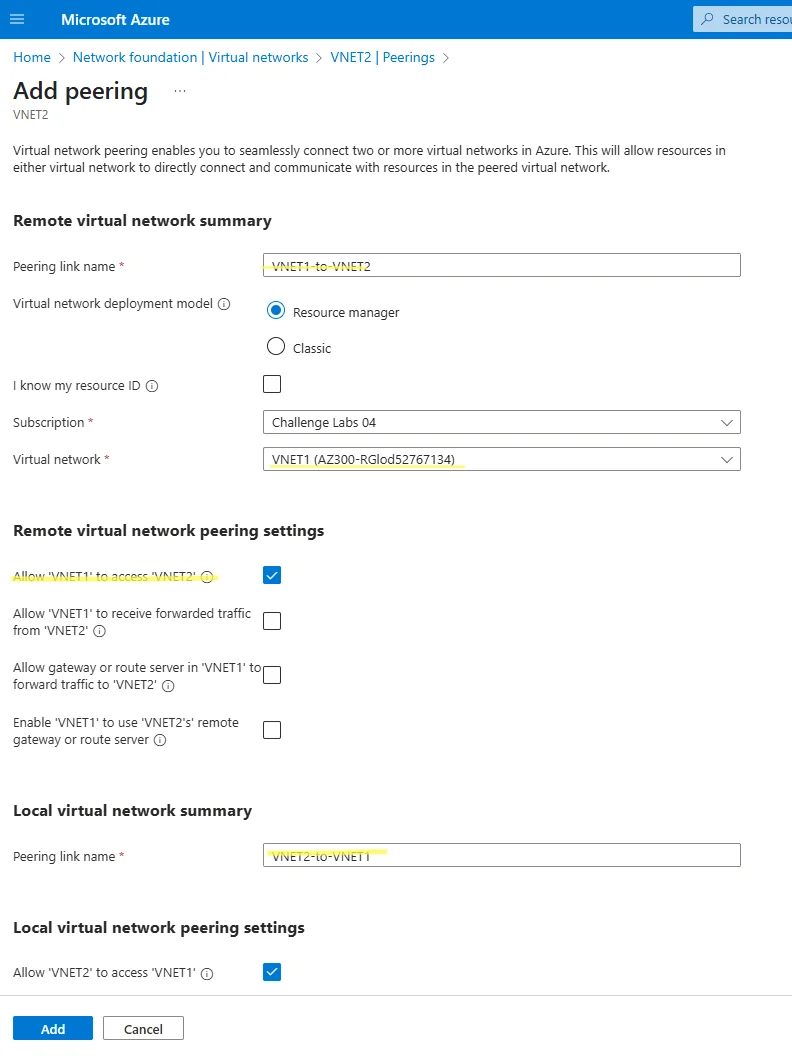 Microsoft Azure
Search resou
Home > Network foundation | Virtual networks > VNET2 | Peerings >
Add peering ...
VNET2
Virtual network peering enables you to seamlessly connect two or more virtual networks in Azure. This will allow resources in
either virtual network to directly connect and communicate with resources in the peered virtual network.
Remote virtual network summary
Peering link name * VNET1-to-VNET2
Virtual network deployment model
Resource manager
Classic
I know my resource ID
Subscription * Challenge Labs 04
Virtual network * VNET1 (AZ300-RGlod52767134)
Remote virtual network peering settings
Allow 'VNET1' to access 'VNET2'
Allow 'VNET1' to receive forwarded traffic
from 'VNET2'
Allow gateway or route server in 'VNET1' to
forward traffic to 'VNET2'
Enable 'VNET1' to use 'VNET2's' remote
gateway or route server
Local virtual network summary
Peering link name * VNET2-to-VNET1
Local virtual network peering settings
Allow 'VNET2' to access 'VNET1'
Add Cancel